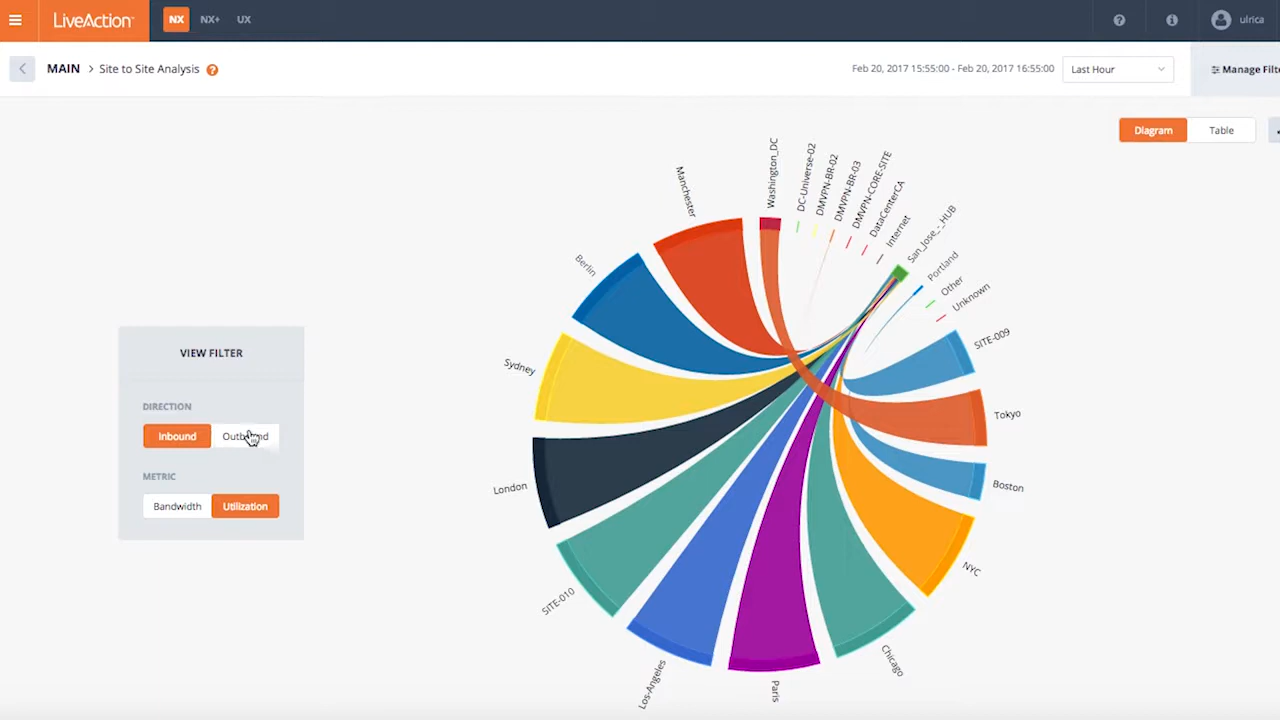 LiveAction
NX
NX+
UX
ulrica
MAIN > Site to Site Analysis
Feb 20, 2017 15:55:00 - Feb 20, 2017 16:55:00
Last Hour
Manage Filte
Diagram
Table
VIEW FILTER
DIRECTION
Inbound
Outbound
METRIC
Bandwidth
Utilization
Washington_DC
DC-Universe-02
DMVPN-BR-02
DMVPN-BR-03
DMVPN-CORE-SITE
DataCenterCA
Internet
San_Jose_-_HUB
Portland
Other
Unknown
SITE-009
Tokyo
Boston
NYC
Chicago
Paris
Los-Angeles
SITE-010
London
Sydney
Berlin
Manchester